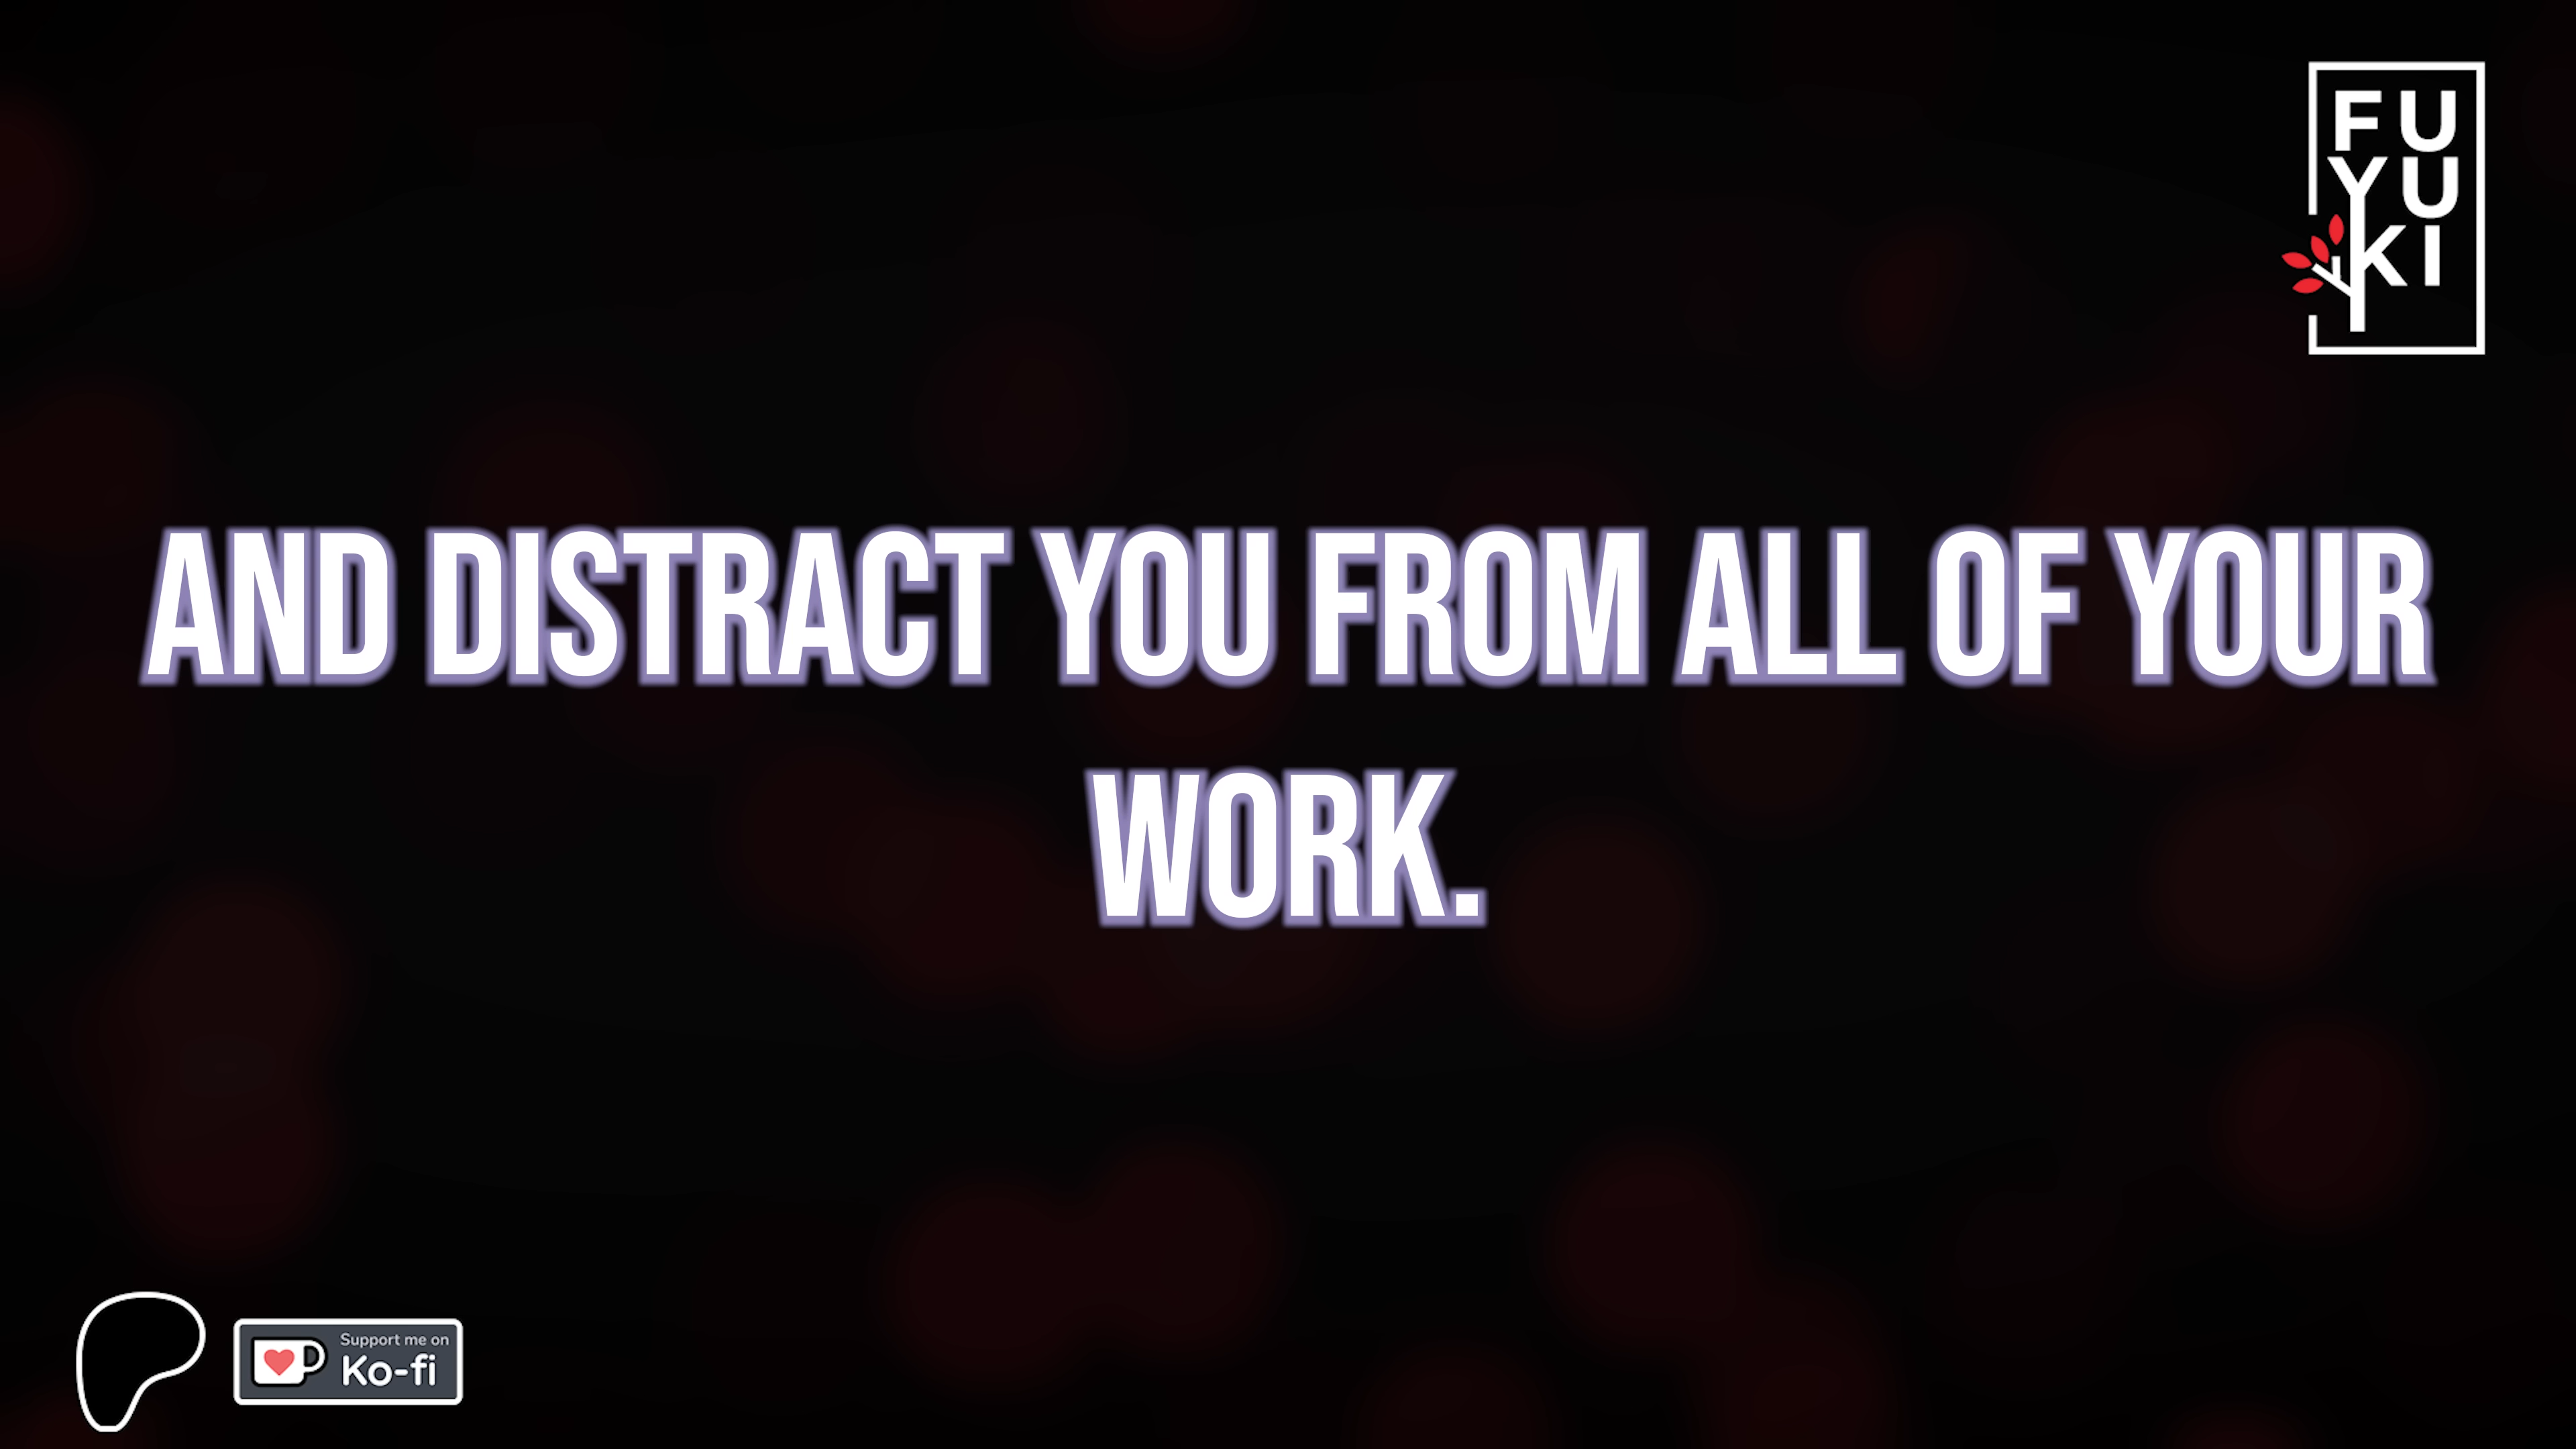 FU
YU
KI
AND DISTRACT YOU FROM ALL OF YOUR
WORK.
Support me on
Ko-fi